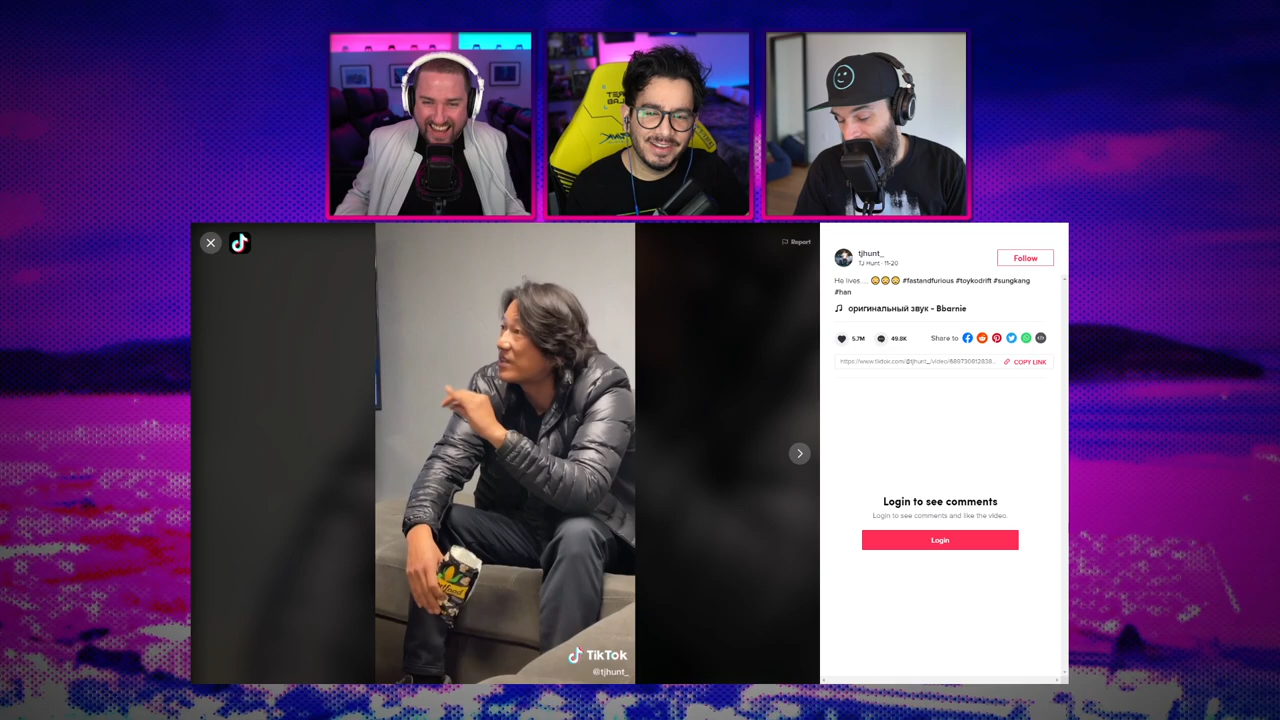 Report
tjhunt_
TJ Hunt · 11-20
Follow
He lives.... #fastandfurious #toykodrift #sungkang
#han
оригинальный звук - Bbarnie
5.7M
49.8K
Share to
COPY LINK
Login to see comments
Login to see comments and like the video.
Login
TikTok
@tjhunt_